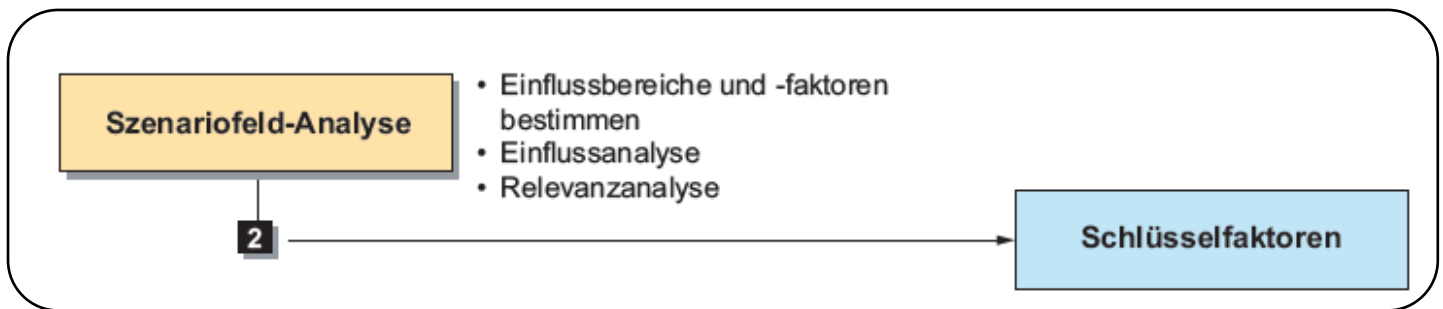 Szenariofeld-Analyse
• Einflussbereiche und -faktoren
bestimmen
• Einflussanalyse
• Relevanzanalyse
2
Schlüsselfaktoren